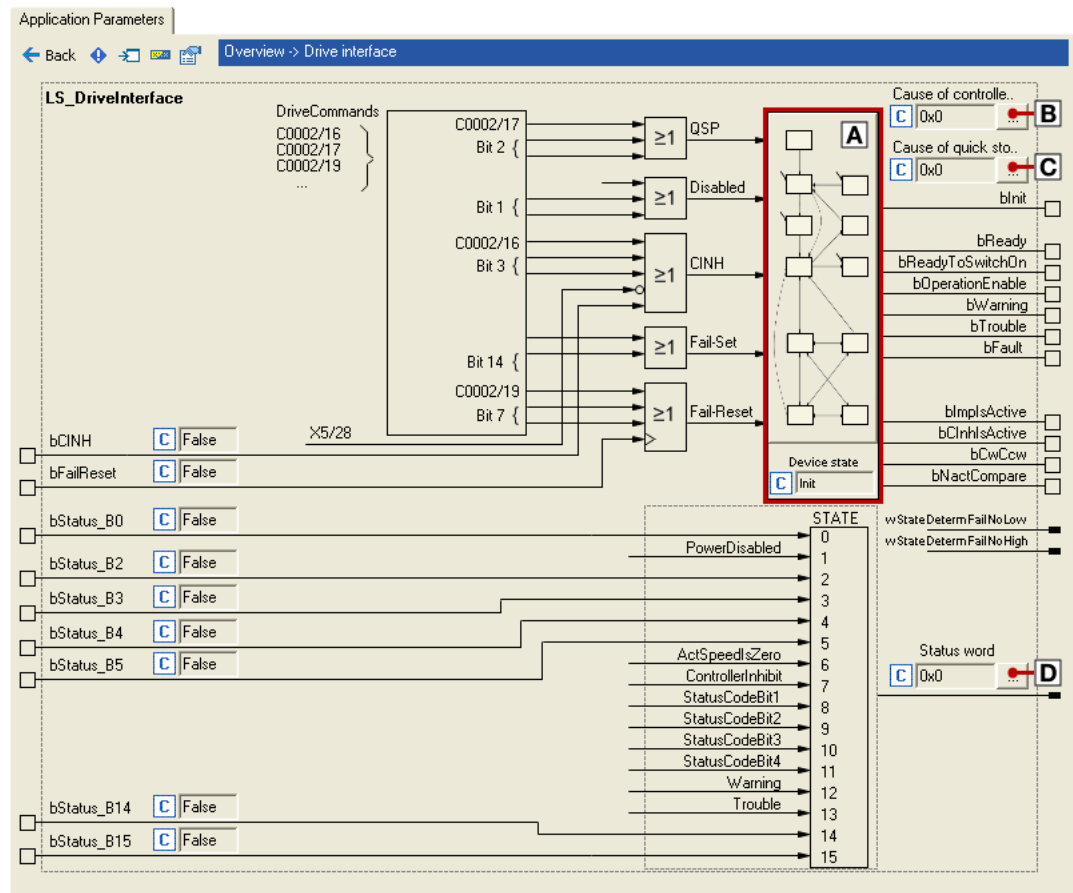 Application Parameters
Back
Overview -> Drive interface
LS_DriveInterface
DriveCommands
C0002/16
C0002/17
C0002/19
...
C0002/17
Bit 2 {
Bit 1 {
C0002/16
Bit 3 {
Bit 14 {
C0002/19
Bit 7 {
X5/28
≥1
QSP
≥1
Disabled
≥1
CINH
≥1
Fail-Set
≥1
Fail-Reset
A
Device state
C Init
Cause of controlle..
C 0x0 ... B
Cause of quick sto..
C 0x0 ... C
bInit
bReady
bReadyToSwitchOn
bOperationEnable
bWarning
bTrouble
bFault
bImpIsActive
bCInhIsActive
bCwCcw
bNactCompare
bCINH C False
bFailReset C False
bStatus_B0 C False
bStatus_B2 C False
bStatus_B3 C False
bStatus_B4 C False
bStatus_B5 C False
bStatus_B14 C False
bStatus_B15 C False
STATE
0
PowerDisabled 1
2
3
4
5
ActSpeedIsZero 6
ControllerInhibit 7
StatusCodeBit1 8
StatusCodeBit2 9
StatusCodeBit3 10
StatusCodeBit4 11
Warning 12
Trouble 13
14
15
wStateDetermFailNoLow
wStateDetermFailNoHigh
Status word
C 0x0 ... D